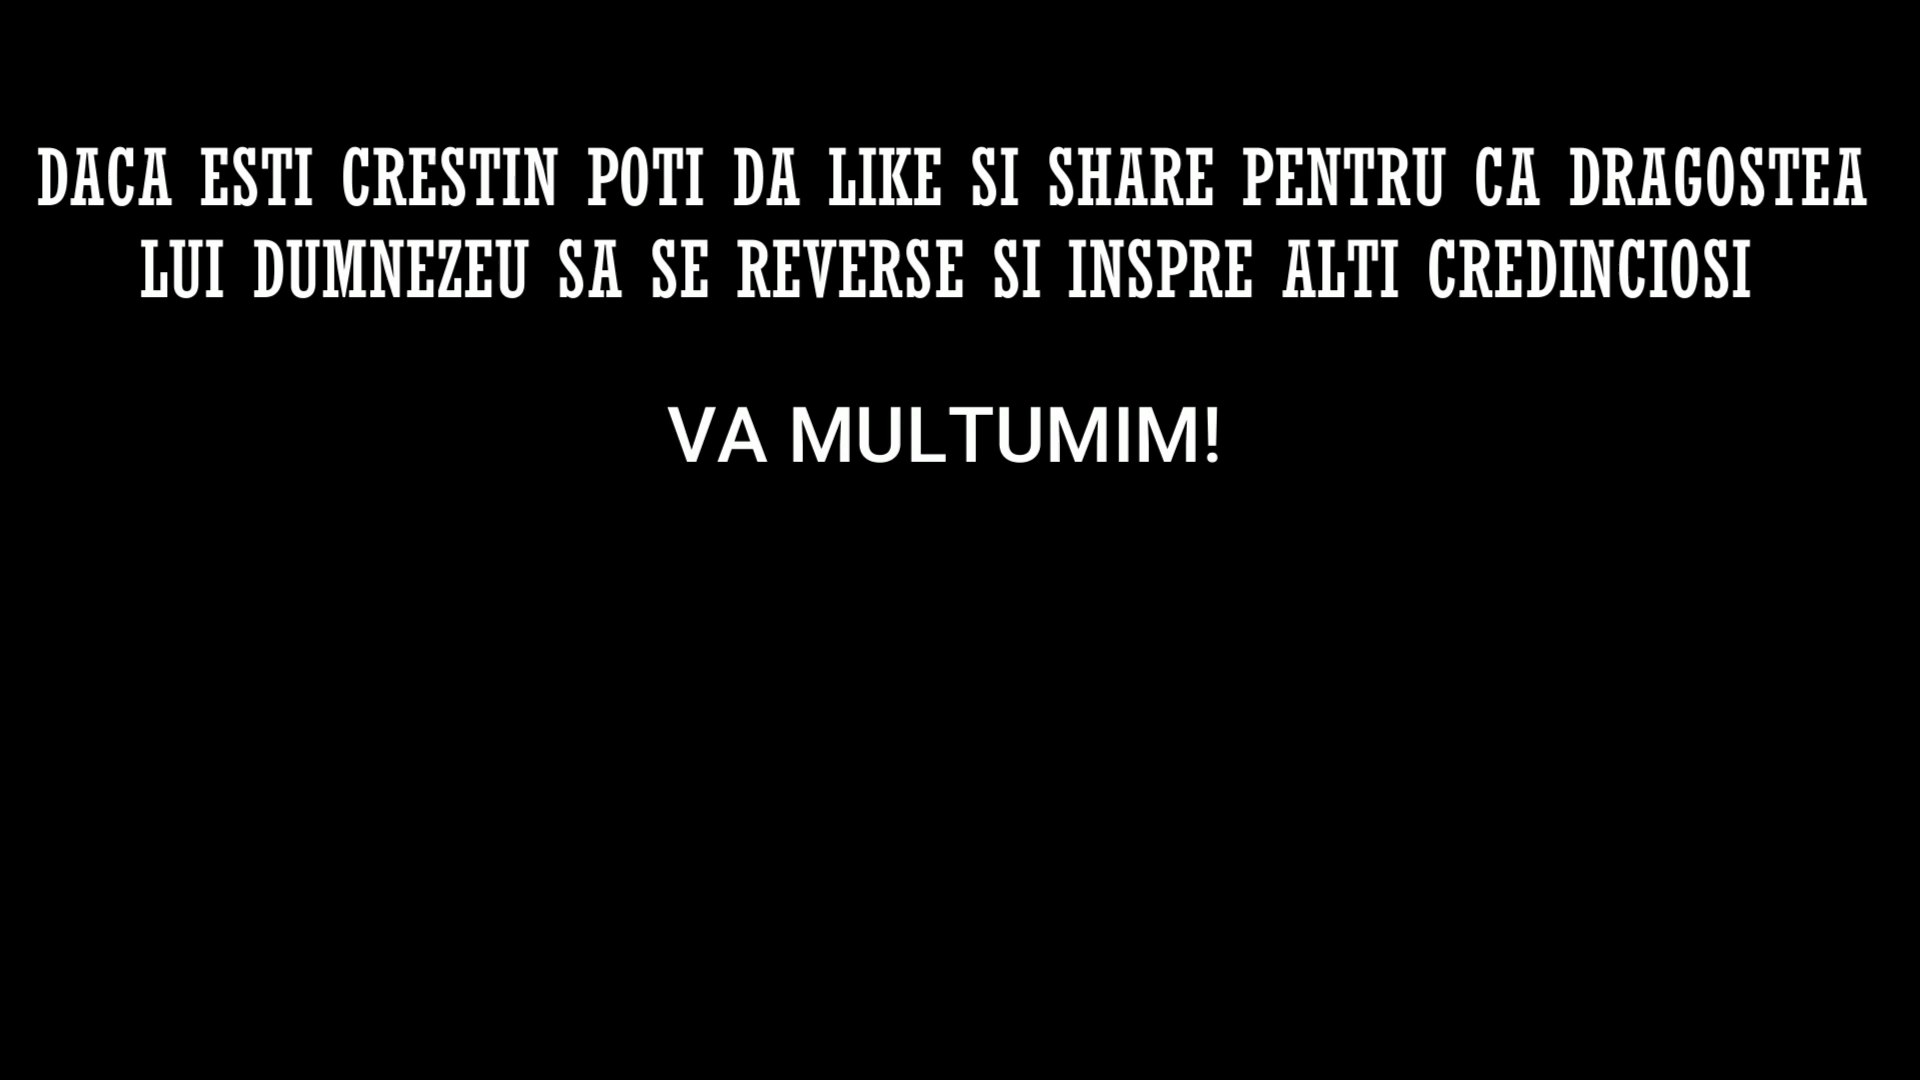 DACA ESTI CRESTIN POTI DA LIKE SI SHARE PENTRU CA DRAGOSTEA
LUI DUMNEZEU SA SE REVERSE SI INSPRE ALTI CREDINCIOSI
VA MULTUMIM!